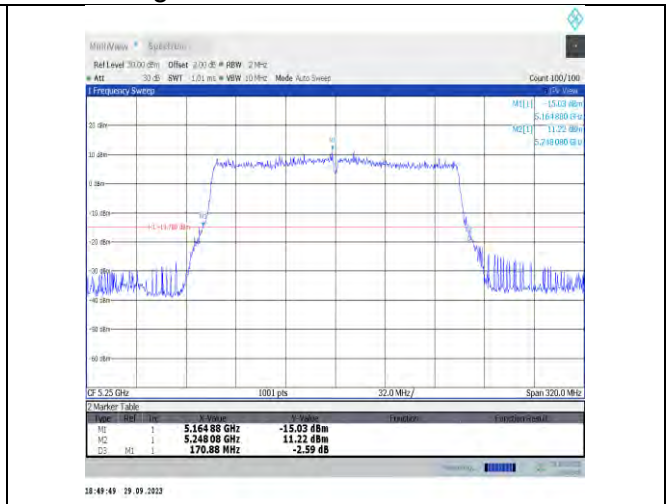 MultiView Spectrum
Ref Level 30.00 dBm Offset 2.00 dB RBW 2 MHz
Att 30 dB SWT 1.01 ms VBW 10 MHz Mode Auto Sweep Count 100/100
1 Frequency Sweep
M1[1] -15.03 dBm
5.164880 GHz
M2[1] 11.22 dBm
5.248080 GHz
20 dBm
10 dBm
0 dBm
-10 dBm
-20 dBm
-30 dBm
-40 dBm
-50 dBm
-60 dBm
CF 5.25 GHz 1001 pts 32.0 MHz/ Span 320.0 MHz
2 Marker Table
Type Ref Trc X-Value Y-Value Function Function Result
M1 1 5.164 88 GHz -15.03 dBm
M2 1 5.248 08 GHz 11.22 dBm
D3 M1 1 170.88 MHz -2.59 dB
18:49:49 29.09.2023